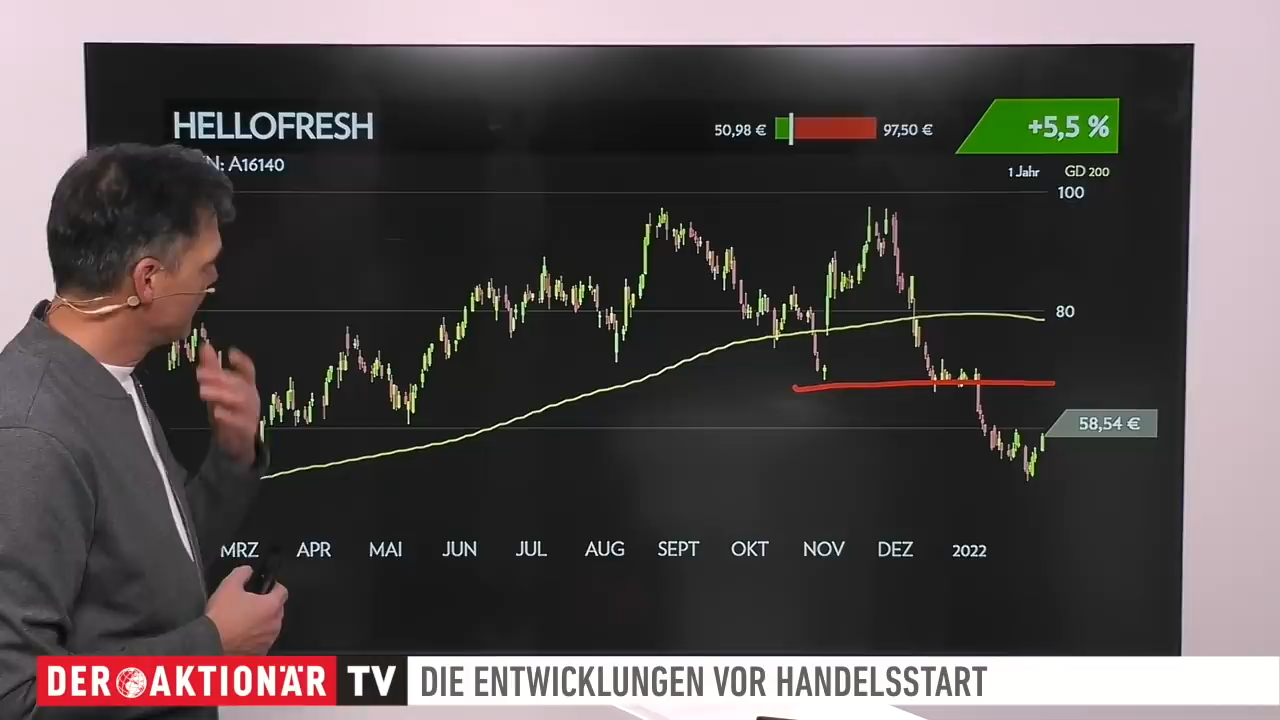 HELLOFRESH
N: A16140
50,98 €
97,50 €
+5,5 %
1 Jahr
GD 200
100
80
58,54 €
MRZ APR MAI JUN JUL AUG SEPT OKT NOV DEZ 2022
DER AKTIONÄR TV
DIE ENTWICKLUNGEN VOR HANDELSSTART